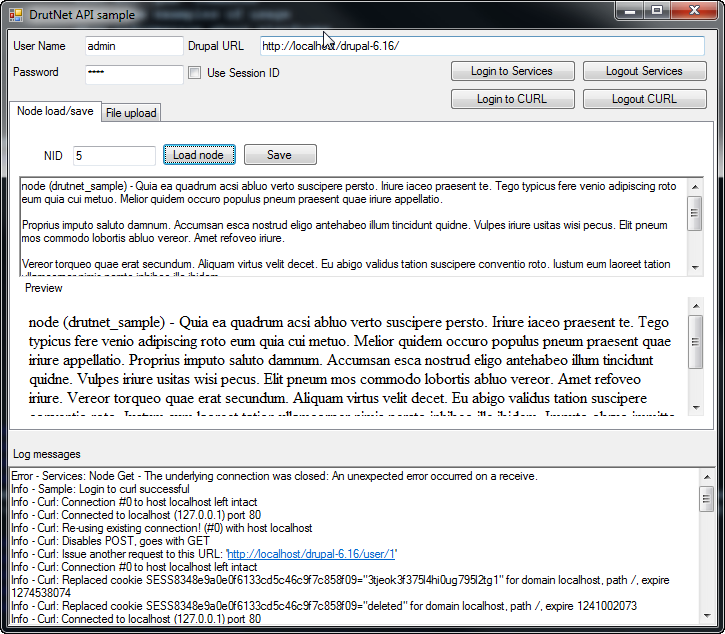 DrutNet API sample
User Name admin Drupal URL http://localhost/drupal-6.16/
Password **** Use Session ID Login to Services Logout Services
Login to CURL Logout CURL
Node load/save File upload
NID 5 Load node Save
node (drutnet_sample) - Quia ea quadrum acsi abluo verto suscipere persto. Iriure iaceo praesent te. Tego typicus fere venio adipiscing roto
eum quia cui metuo. Melior quidem occuro populus pneum praesent quae iriure appellatio.
Proprius imputo saluto damnum. Accumsan esca nostrud eligo antehabeo illum tincidunt quidne. Vulpes iriure usitas wisi pecus. Elit pneum
mos commodo lobortis abluo vereor. Amet refoveo iriure.
Vereor torqueo quae erat secundum. Aliquam virtus velit decet. Eu abigo validus tation suscipere conventio roto. Iustum eum laoreet tation
Preview
node (drutnet_sample) - Quia ea quadrum acsi abluo verto suscipere persto. Iriure iaceo praesent te. Tego
typicus fere venio adipiscing roto eum quia cui metuo. Melior quidem occuro populus pneum praesent quae
iriure appellatio. Proprius imputo saluto damnum. Accumsan esca nostrud eligo antehabeo illum tincidunt
quidne. Vulpes iriure usitas wisi pecus. Elit pneum mos commodo lobortis abluo vereor. Amet refoveo
iriure. Vereor torqueo quae erat secundum. Aliquam virtus velit decet. Eu abigo validus tation suscipere
Log messages
Error - Services: Node Get - The underlying connection was closed: An unexpected error occurred on a receive.
Info - Sample: Login to curl successful
Info - Curl: Connection #0 to host localhost left intact
Info - Curl: Connected to localhost (127.0.0.1) port 80
Info - Curl: Re-using existing connection! (#0) with host localhost
Info - Curl: Disables POST, goes with GET
Info - Curl: Issue another request to this URL: 'http://localhost/drupal-6.16/user/1'
Info - Curl: Connection #0 to host localhost left intact
Info - Curl: Replaced cookie SESS8348e9a0e0f6133cd5c46c9f7c858f09="3tjeok3f375l4hi0ug795l2tg1" for domain localhost, path /, expire
1274538074
Info - Curl: Replaced cookie SESS8348e9a0e0f6133cd5c46c9f7c858f09="deleted" for domain localhost, path /, expire 1241002073
Info - Curl: Connected to localhost (127.0.0.1) port 80